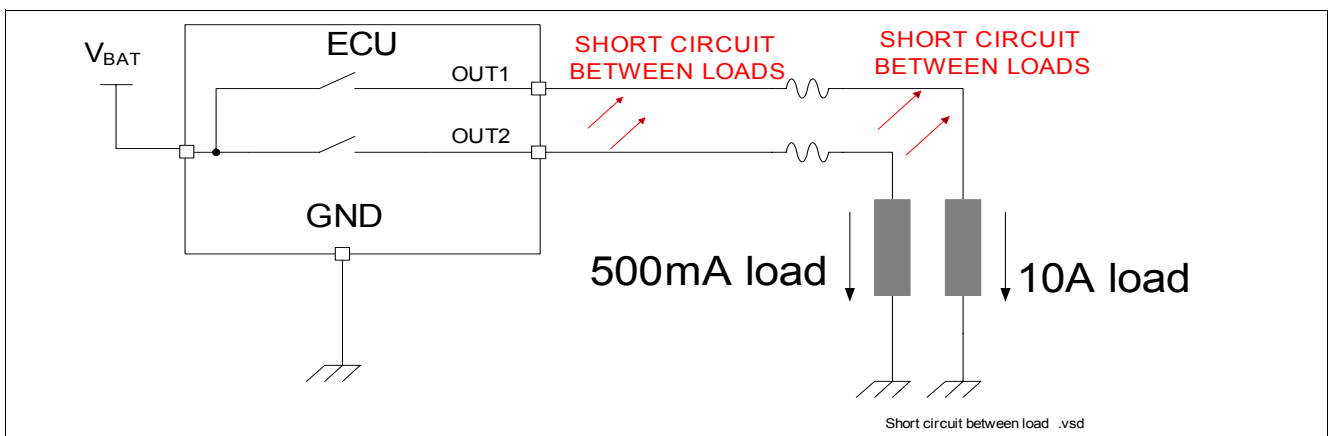 V_BAT
ECU
OUT1
OUT2
GND
SHORT CIRCUIT
BETWEEN LOADS
SHORT CIRCUIT
BETWEEN LOADS
500mA load
10A load
Short circuit between load .vsd